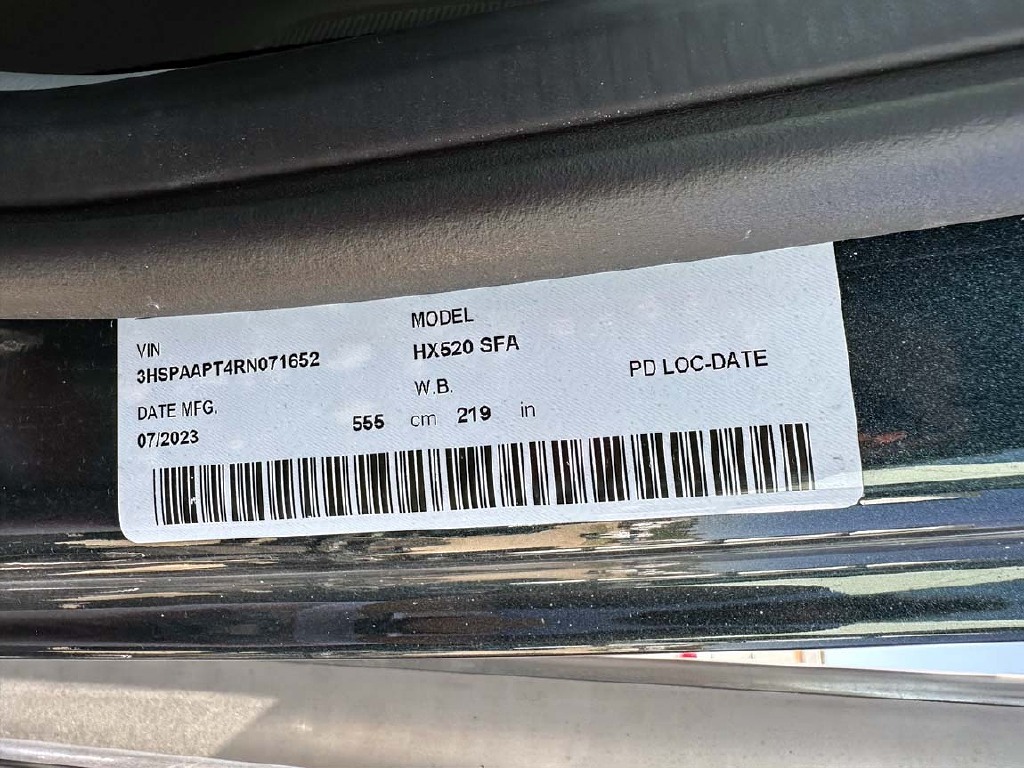 VIN
3HSPAAPT4RN071652
MODEL
HX520 SFA
DATE MFG.
07/2023
W.B.
555 cm 219 in
PD LOC-DATE